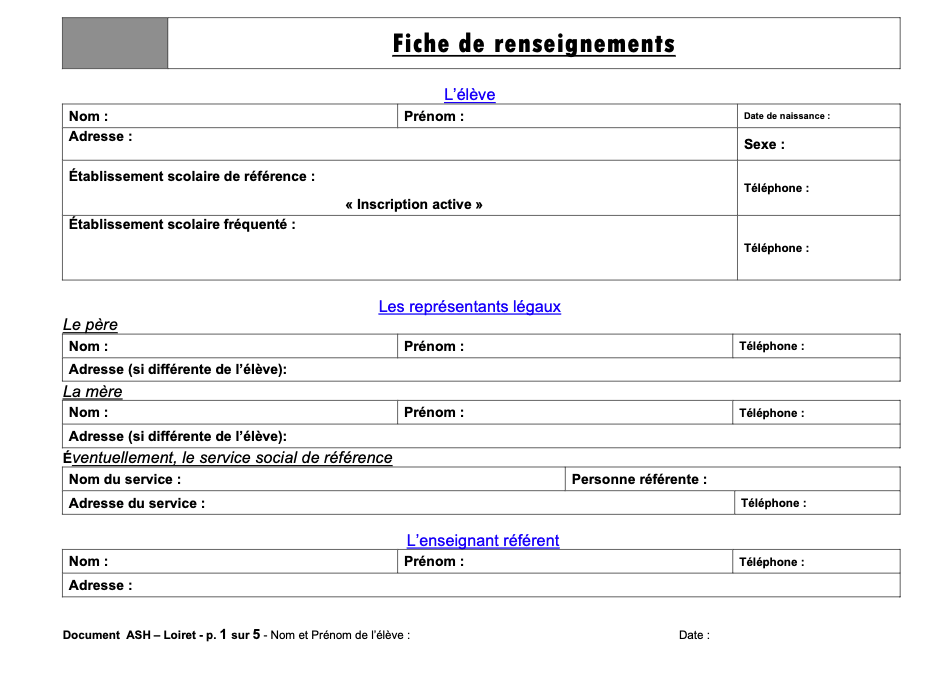 Fiche de renseignements
L'élève
Nom : Prénom : Date de naissance :
Adresse :
Sexe :
Établissement scolaire de référence :
Téléphone :
« Inscription active »
Établissement scolaire fréquenté :
Téléphone :
Les représentants légaux
Le père
Nom : Prénom : Téléphone :
Adresse (si différente de l'élève):
La mère
Nom : Prénom : Téléphone :
Adresse (si différente de l'élève):
Éventuellement, le service social de référence
Nom du service : Personne référente :
Adresse du service : Téléphone :
L'enseignant référent
Nom : Prénom : Téléphone :
Adresse :
Document ASH – Loiret - p. 1 sur 5 - Nom et Prénom de l'élève : Date :